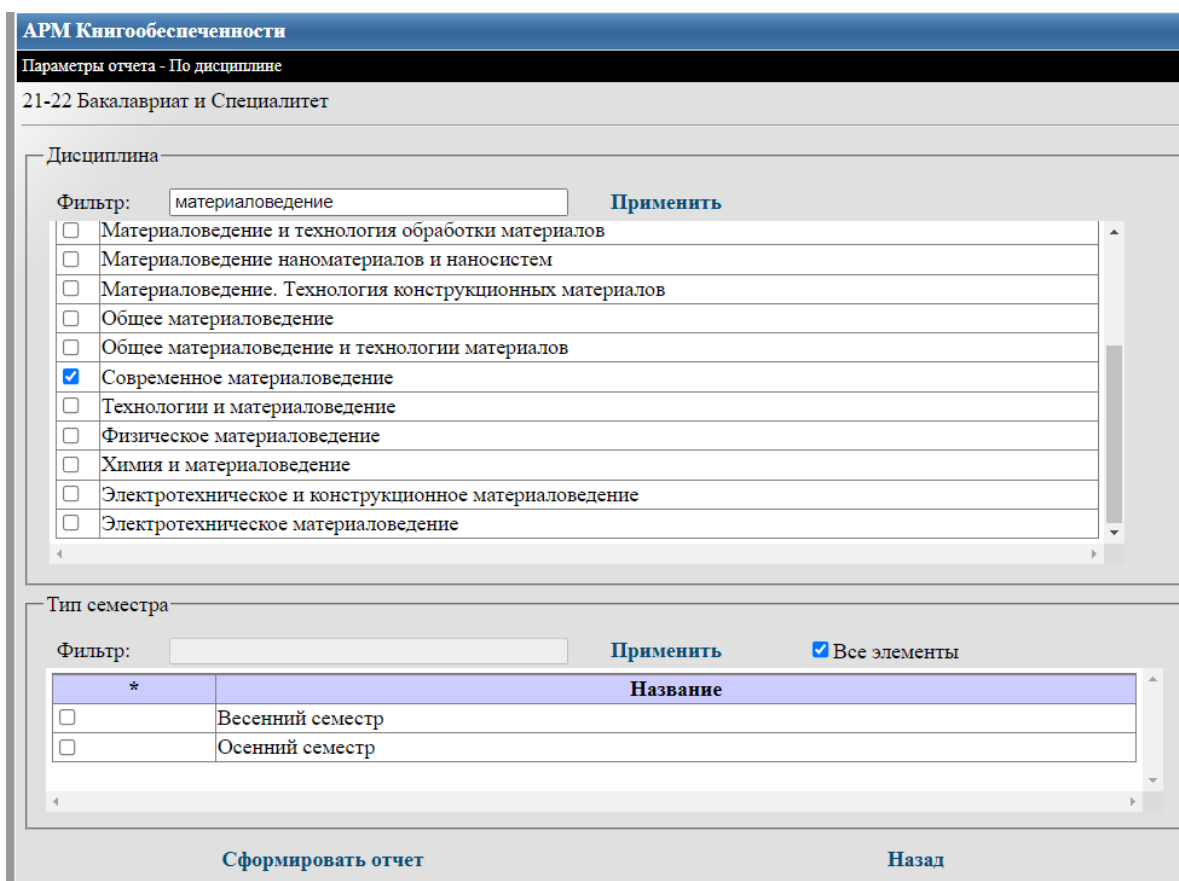 АРМ Книгообеспеченности
Параметры отчета - По дисциплине
21-22 Бакалавриат и Специалитет
Дисциплина
Фильтр: материаловедение Применить
Материаловедение и технология обработки материалов
Материаловедение наноматериалов и наносистем
Материаловедение. Технология конструкционных материалов
Общее материаловедение
Общее материаловедение и технологии материалов
Современное материаловедение
Технологии и материаловедение
Физическое материаловедение
Химия и материаловедение
Электротехническое и конструкционное материаловедение
Электротехническое материаловедение
Тип семестра
Фильтр: Применить Все элементы
* Название
Весенний семестр
Осенний семестр
Сформировать отчет Назад